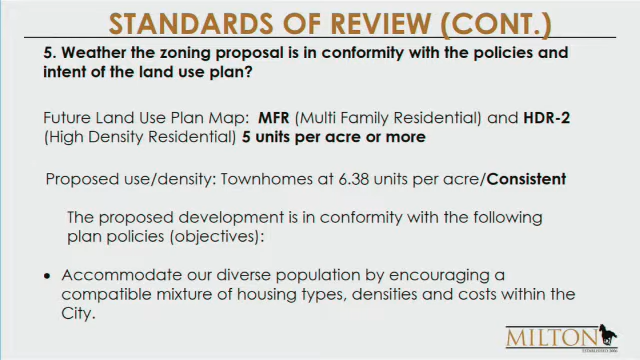 STANDARDS OF REVIEW (CONT.)
5. Weather the zoning proposal is in conformity with the policies and
intent of the land use plan?
Future Land Use Plan Map: MFR (Multi Family Residential) and HDR-2
(High Density Residential) 5 units per acre or more
Proposed use/density: Townhomes at 6.38 units per acre/Consistent
The proposed development is in conformity with the following
plan policies (objectives):
• Accommodate our diverse population by encouraging a
compatible mixture of housing types, densities and costs within the
City.
MILTON